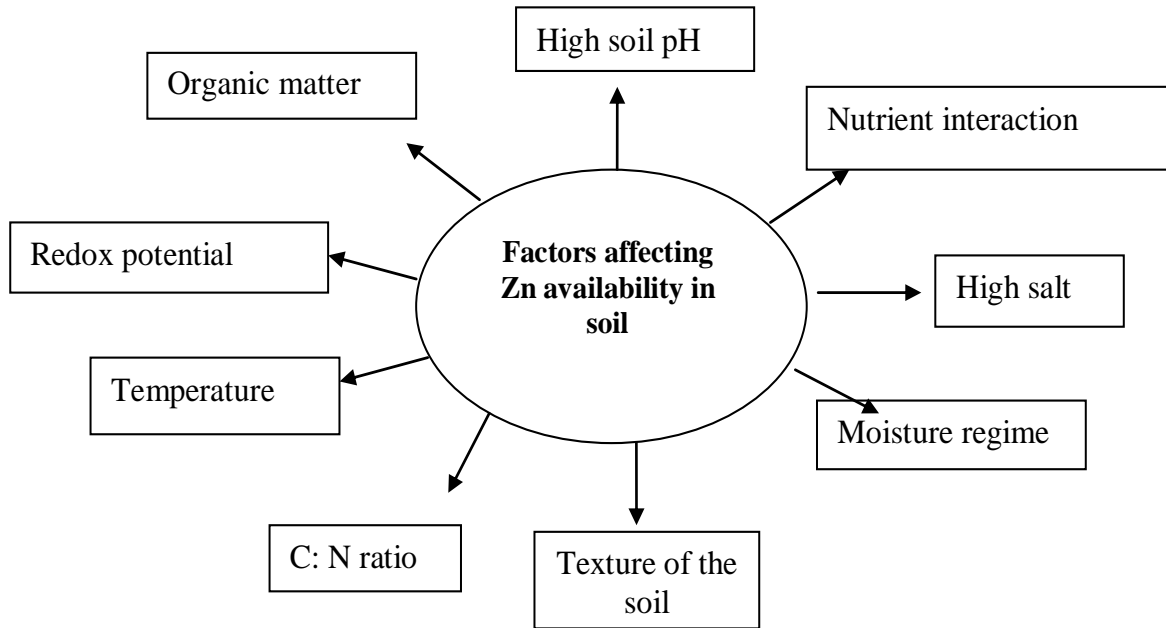 High soil pH
Organic matter
Nutrient interaction
Factors affecting
Zn availability in
soil
Redox potential
High salt
Temperature
Moisture regime
C: N ratio
Texture of the
soil